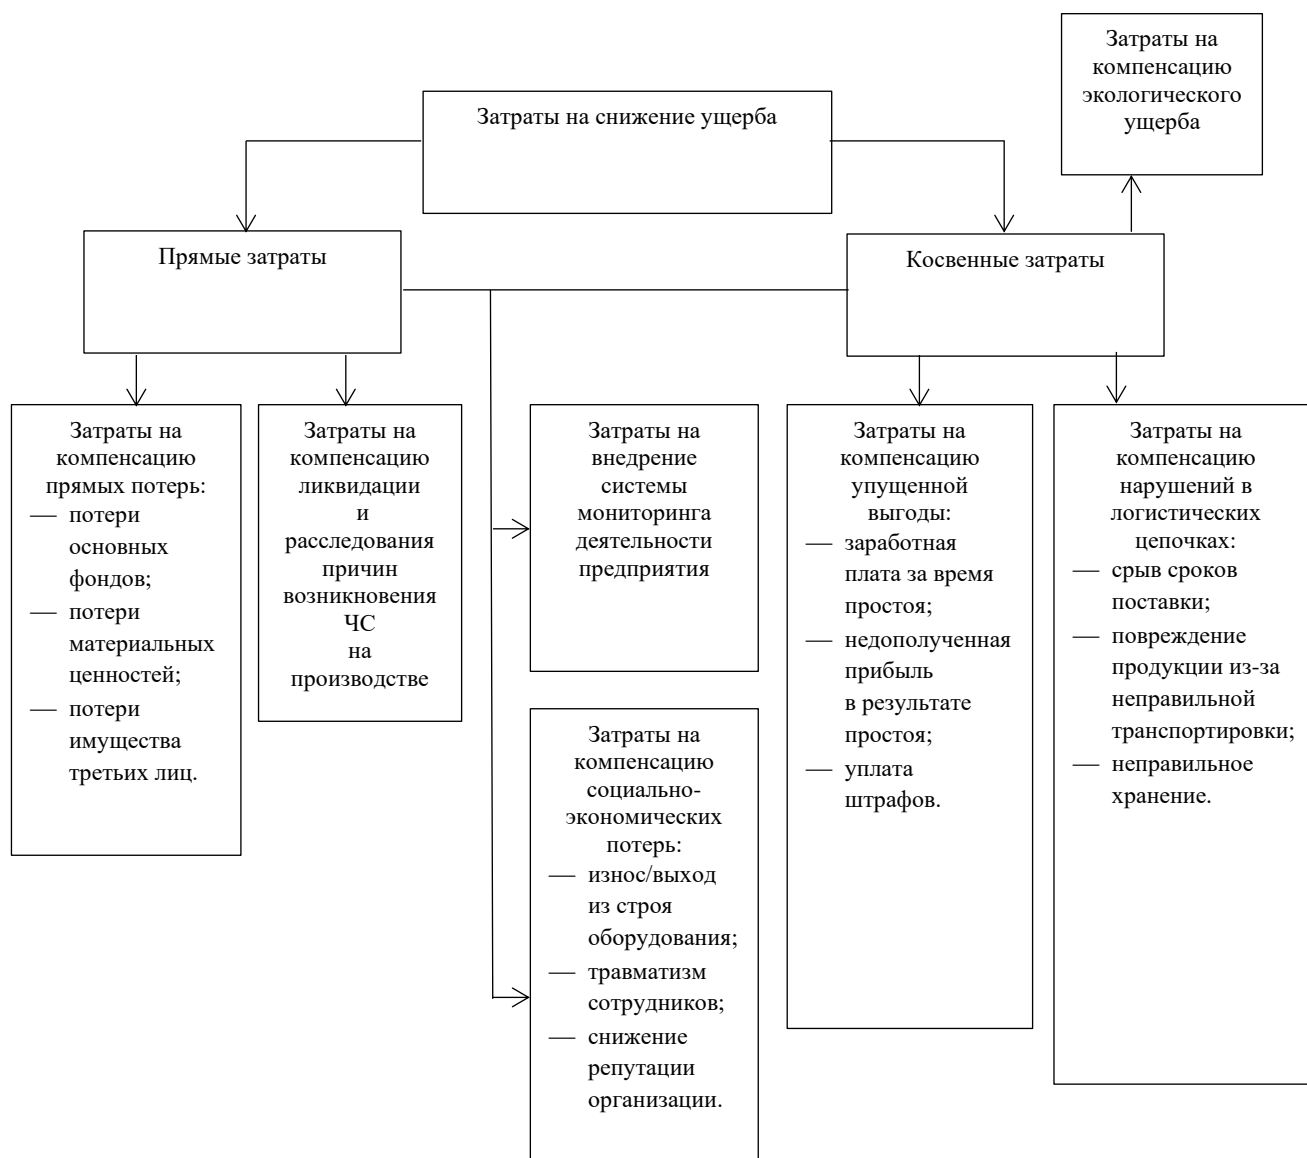 Затраты на
компенсацию
экологического
ущерба
Затраты на снижение ущерба
Прямые затраты
Косвенные затраты
Затраты на
компенсацию
прямых потерь:
— потери
основных
фондов;
— потери
материальных
ценностей;
— потери
имущества
третьих лиц.
Затраты на
компенсацию
ликвидации
и
расследования
причин
возникновения
ЧС
на
производстве
Затраты на
внедрение
системы
мониторинга
деятельности
предприятия
Затраты на
компенсацию
социально-
экономических
потерь:
— износ/выход
из строя
оборудования;
— травматизм
сотрудников;
— снижение
репутации
организации.
Затраты на
компенсацию
упущенной
выгоды:
— заработная
плата за время
простоя;
— недополученная
прибыль
в результате
простоя;
— уплата
штрафов.
Затраты на
компенсацию
нарушений в
логистических
цепочках:
— срыв сроков
поставки;
— повреждение
продукции из-за
неправильной
транспортировки;
— неправильное
хранение.